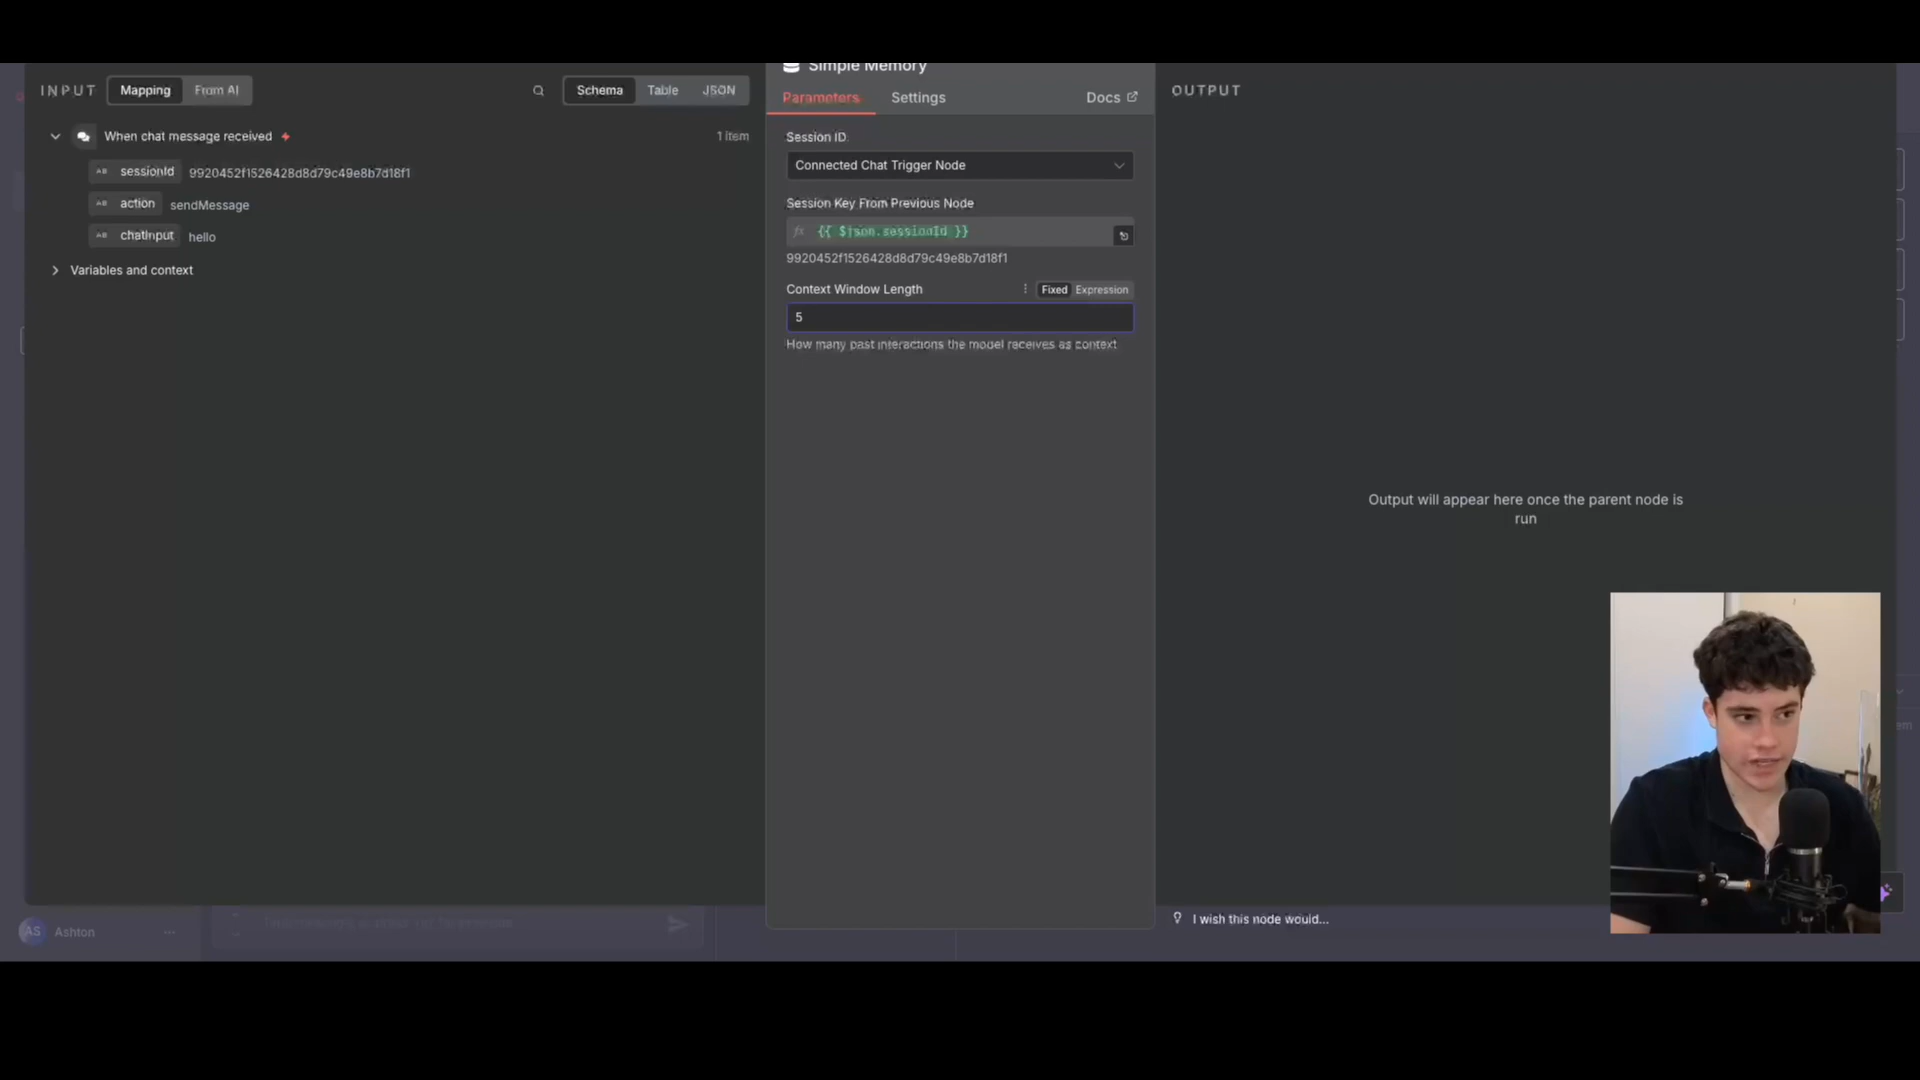 Simple Memory
INPUT Mapping From AI Schema Table JSON
Parameters Settings Docs
OUTPUT
When chat message received 1 item
Session ID
sessionId 9920452f1526428d8d79c49e8b7d18f1
Connected Chat Trigger Node
action sendMessage
Session Key From Previous Node
chatInput hello
fx {{ $json.sessionId }}
9920452f1526428d8d79c49e8b7d18f1
Variables and context
Context Window Length Fixed Expression
5
How many past interactions the model receives as context
Output will appear here once the parent node is
run
I wish this node would...
AS Ashton